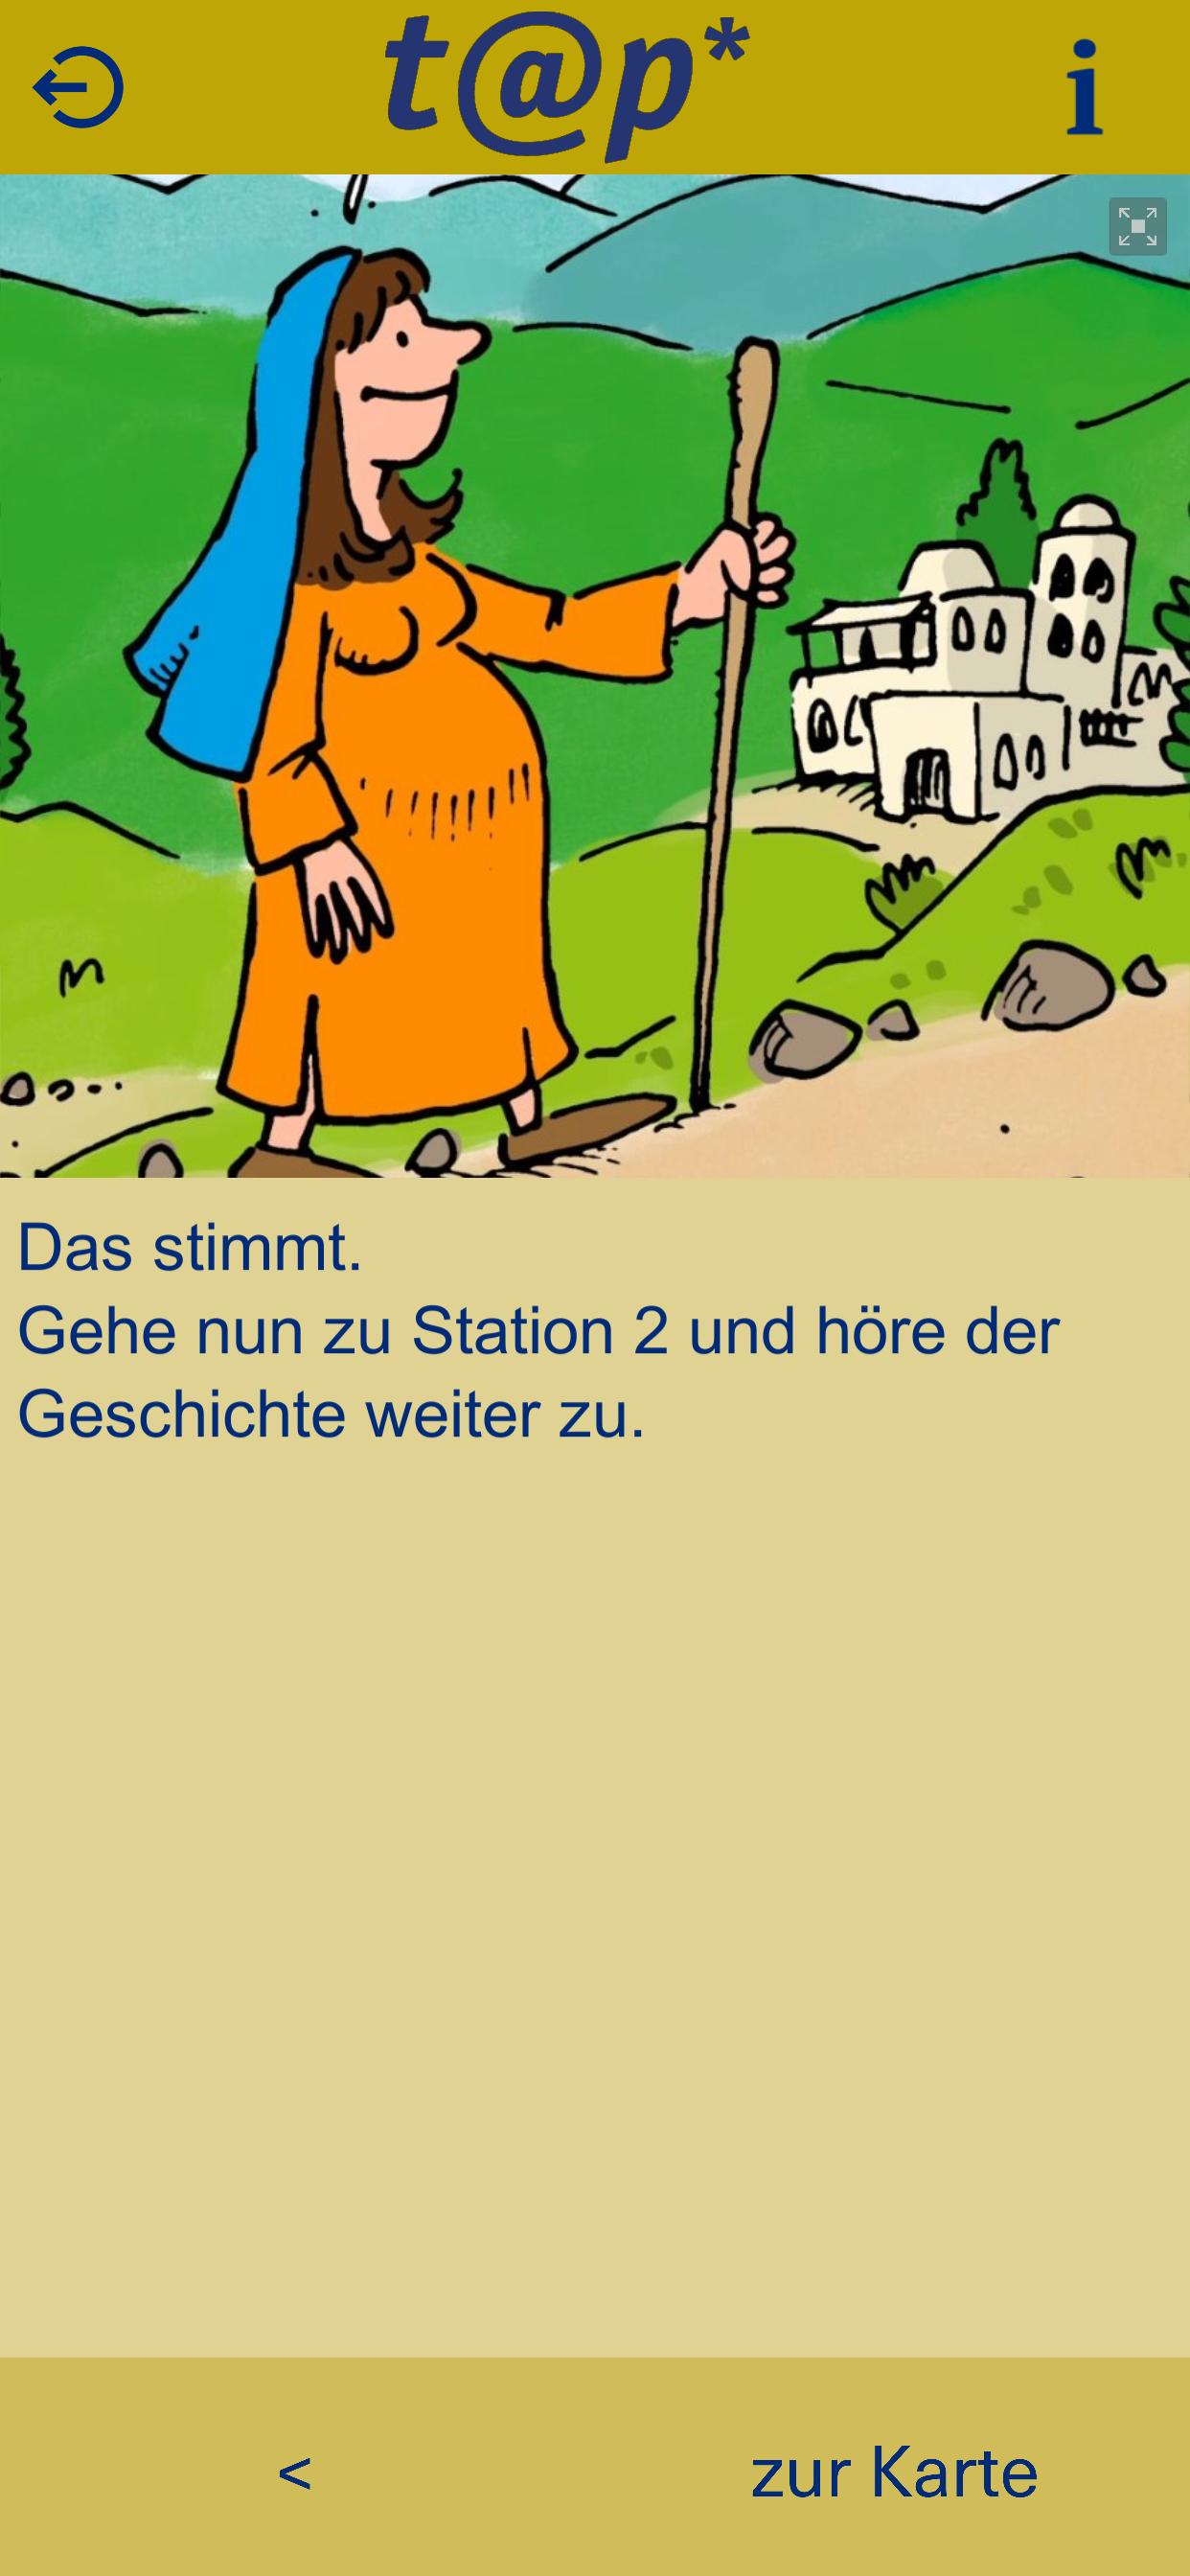 t@p*
i
Das stimmt.
Gehe nun zu Station 2 und höre der
Geschichte weiter zu.
<
zur Karte